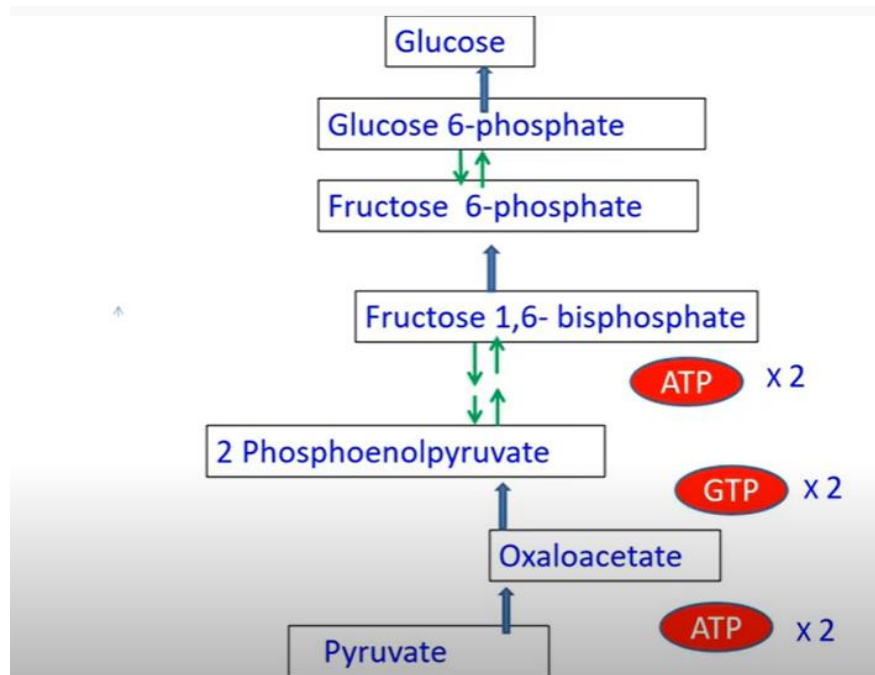 Glucose
Glucose 6-phosphate
Fructose 6-phosphate
Fructose 1,6- bisphosphate
ATP X 2
2 Phosphoenolpyruvate
GTP X 2
Oxaloacetate
ATP X 2
Pyruvate